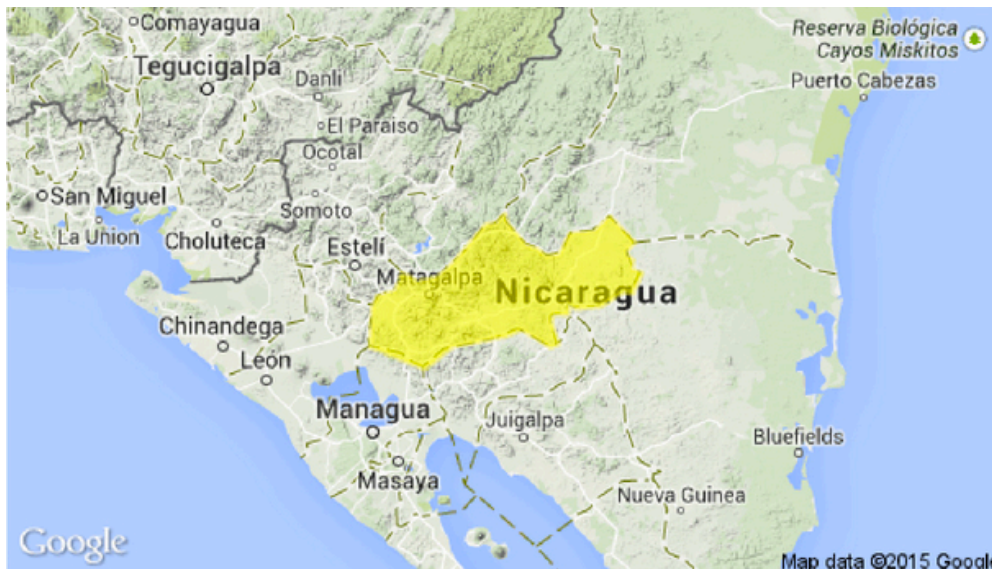 Comayagua
Reserva Biológica
Cayos Miskitos
Tegucigalpa
Danli
Puerto Cabezas
El Paraiso
Ocotal
San Miguel
Somoto
La Union
Choluteca
Estelí
Matagalpa
Nicaragua
Chinandega
León
Managua
Juigalpa
Bluefields
Masaya
Nueva Guinea
Google
Map data ©2015 Google